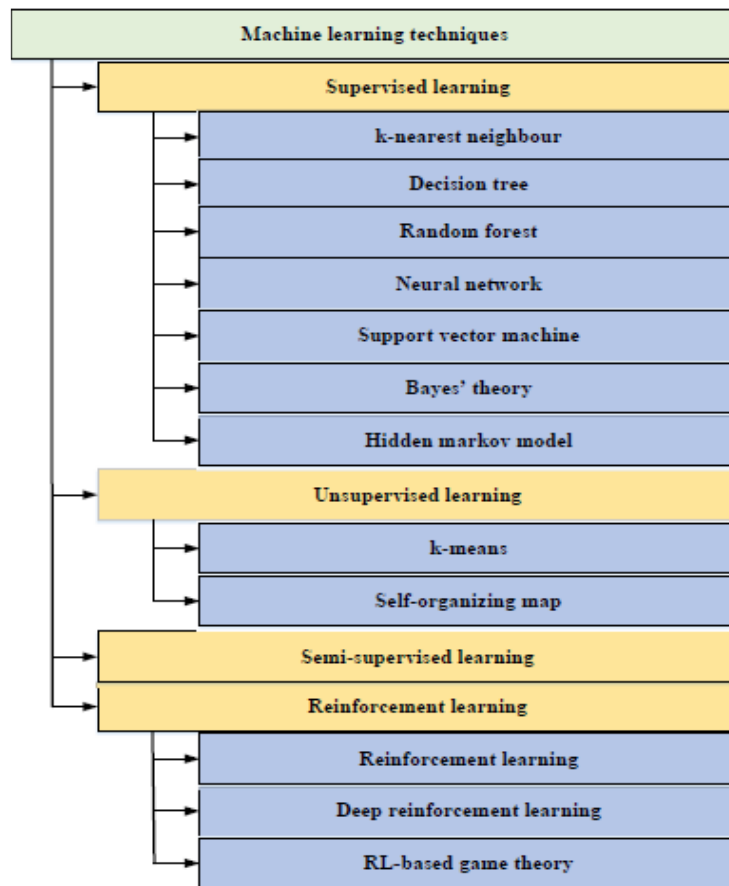 Machine learning techniques
Supervised learning
k-nearest neighbour
Decision tree
Random forest
Neural network
Support vector machine
Bayes’ theory
Hidden markov model
Unsupervised learning
k-means
Self-organizing map
Semi-supervised learning
Reinforcement learning
Reinforcement learning
Deep reinforcement learning
RL-based game theory